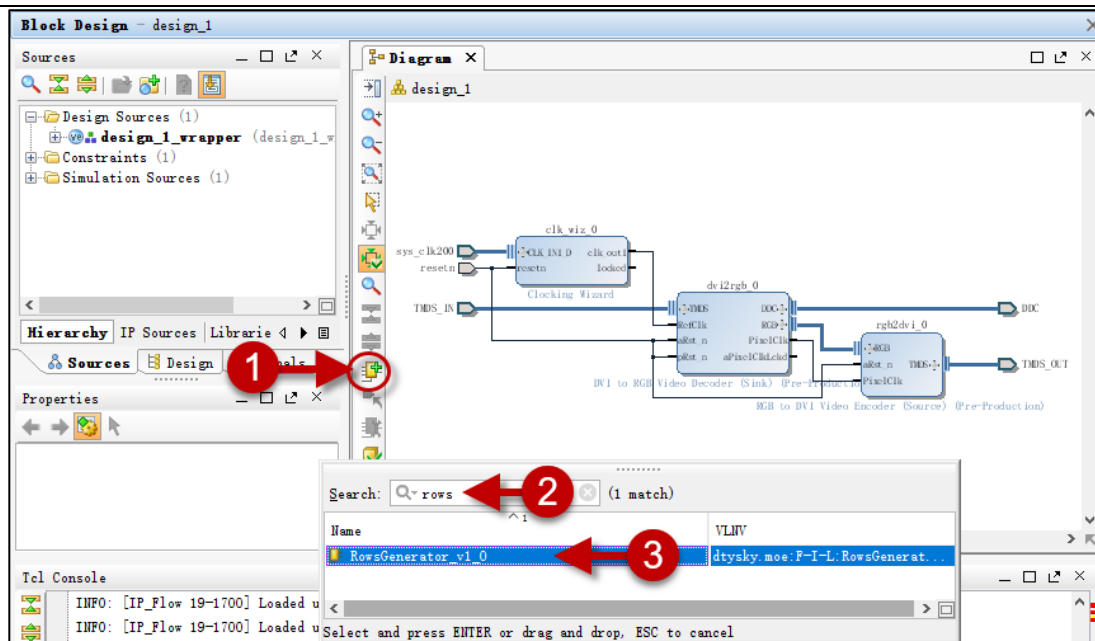 Block Design - design_1
Sources
Design Sources (1)
design_1_wrapper (design_1_w
Constraints (1)
Simulation Sources (1)
Hierarchy IP Sources Librarie
Sources Design
1
Properties
Diagram
design_1
clk_wiz_0
sys_clk200
CLK_IN1_D clk_out1
resetn
resetn locked
Clocking Wizard
dvi2rgb_0
TMDS_IN
TMDS DDC
DDC
RefClk RGB
rgb2dvi_0
aRst_n PixelClk
RGB
pRst_n aPixelClkLckd
aRst_n TMDS
TMDS_OUT
PixelClk
DVI to RGB Video Decoder (Sink) (Pre-Production)
RGB to DVI Video Encoder (Source) (Pre-Production)
Search: rows (1 match)
2
1
Name VLNV
RowsGenerator_v1_0 dtysky.moe:F-I-L:RowsGenerat...
3
Select and press ENTER or drag and drop, ESC to cancel
Tcl Console
INFO: [IP_Flow 19-1700] Loaded u
INFO: [IP_Flow 19-1700] Loaded u